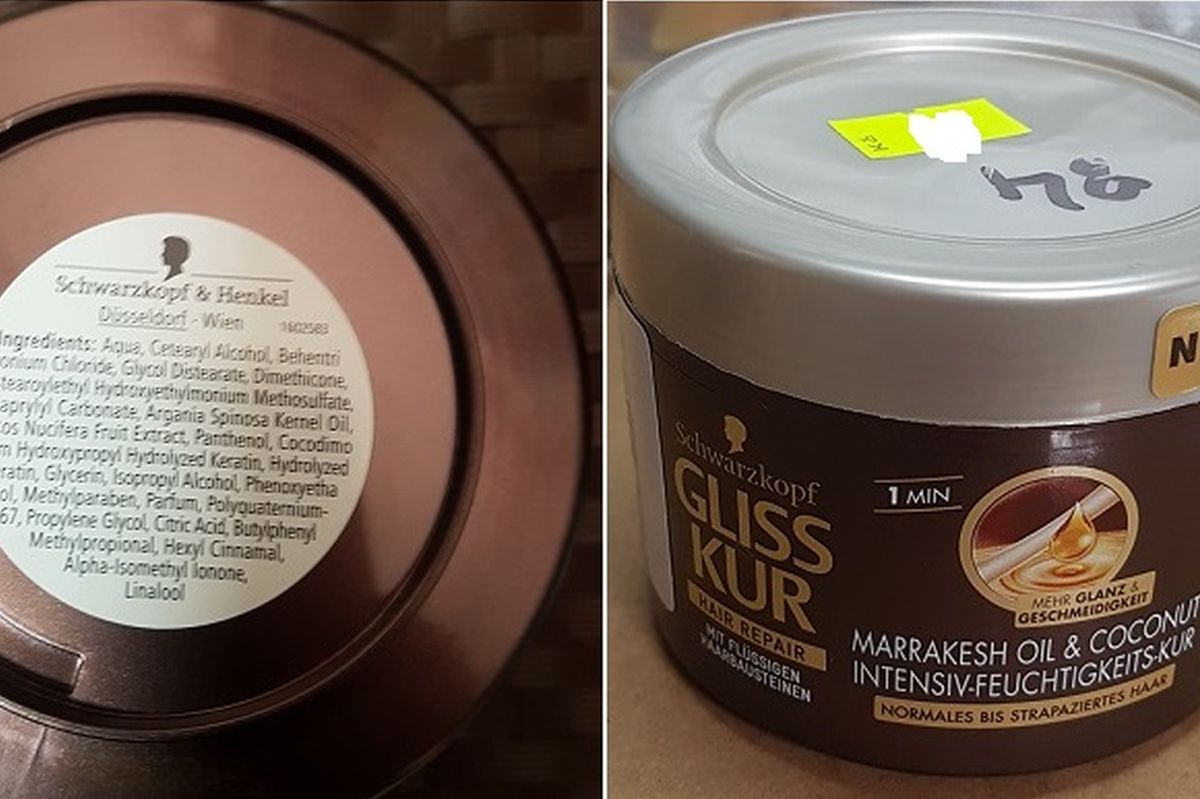 Schwarzkopf & Henkel
Düsseldorf - Wien 1602583
Ingredients: Aqua, Cetearyl Alcohol, Behentri
onium Chloride, Glycol Distearate, Dimethicone,
stearoylethyl Hydroxyethylmonium Methosulfate,
aprylyl Carbonate, Argania Spinosa Kernel Oil,
os Nucifera Fruit Extract, Panthenol, Cocodimo
m Hydroxypropyl Hydrolyzed Keratin, Hydrolyzed
ratin, Glycerin, Isopropyl Alcohol, Phenoxyetha
ol, Methylparaben, Parfum, Polyquaternium-
67, Propylene Glycol, Citric Acid, Butylphenyl
Methylpropional, Hexyl Cinnamal,
Alpha-Isomethyl Ionone,
Linalool
N
Schwarzkopf
GLISS
KUR
HAIR REPAIR
MIT FLÜSSIGEN
HAARBAUSTEINEN
1 MIN
MEHR GLANZ &
GESCHMEIDIGKEIT
MARRAKESH OIL & COCONUT
INTENSIV-FEUCHTIGKEITS-KUR
NORMALES BIS STRAPAZIERTES HAAR